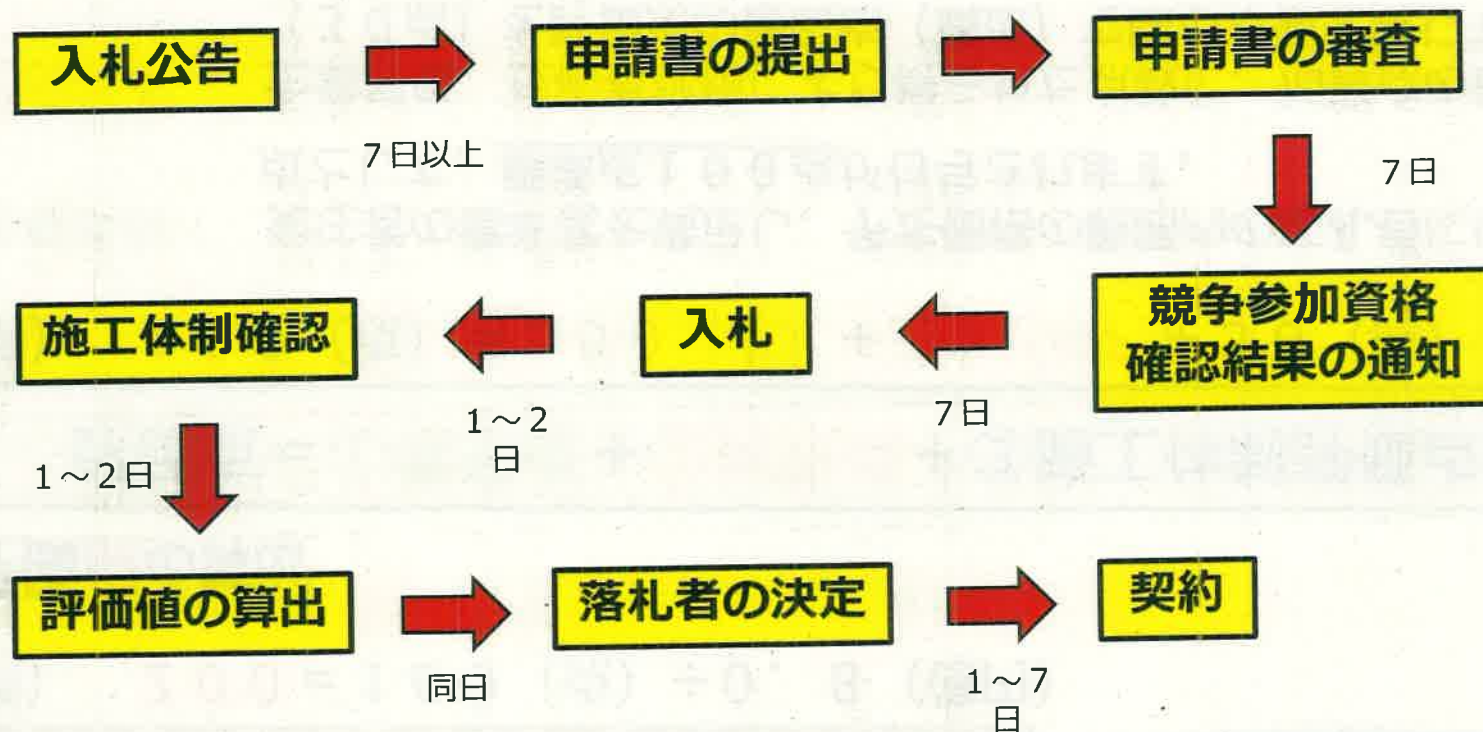 入札公告
7日以上
申請書の提出
申請書の審査
7日
競争参加資格
確認結果の通知
7日
入札
1～2
日
施工体制確認
1～2日
評価値の算出
同日
落札者の決定
1～7
日
契約